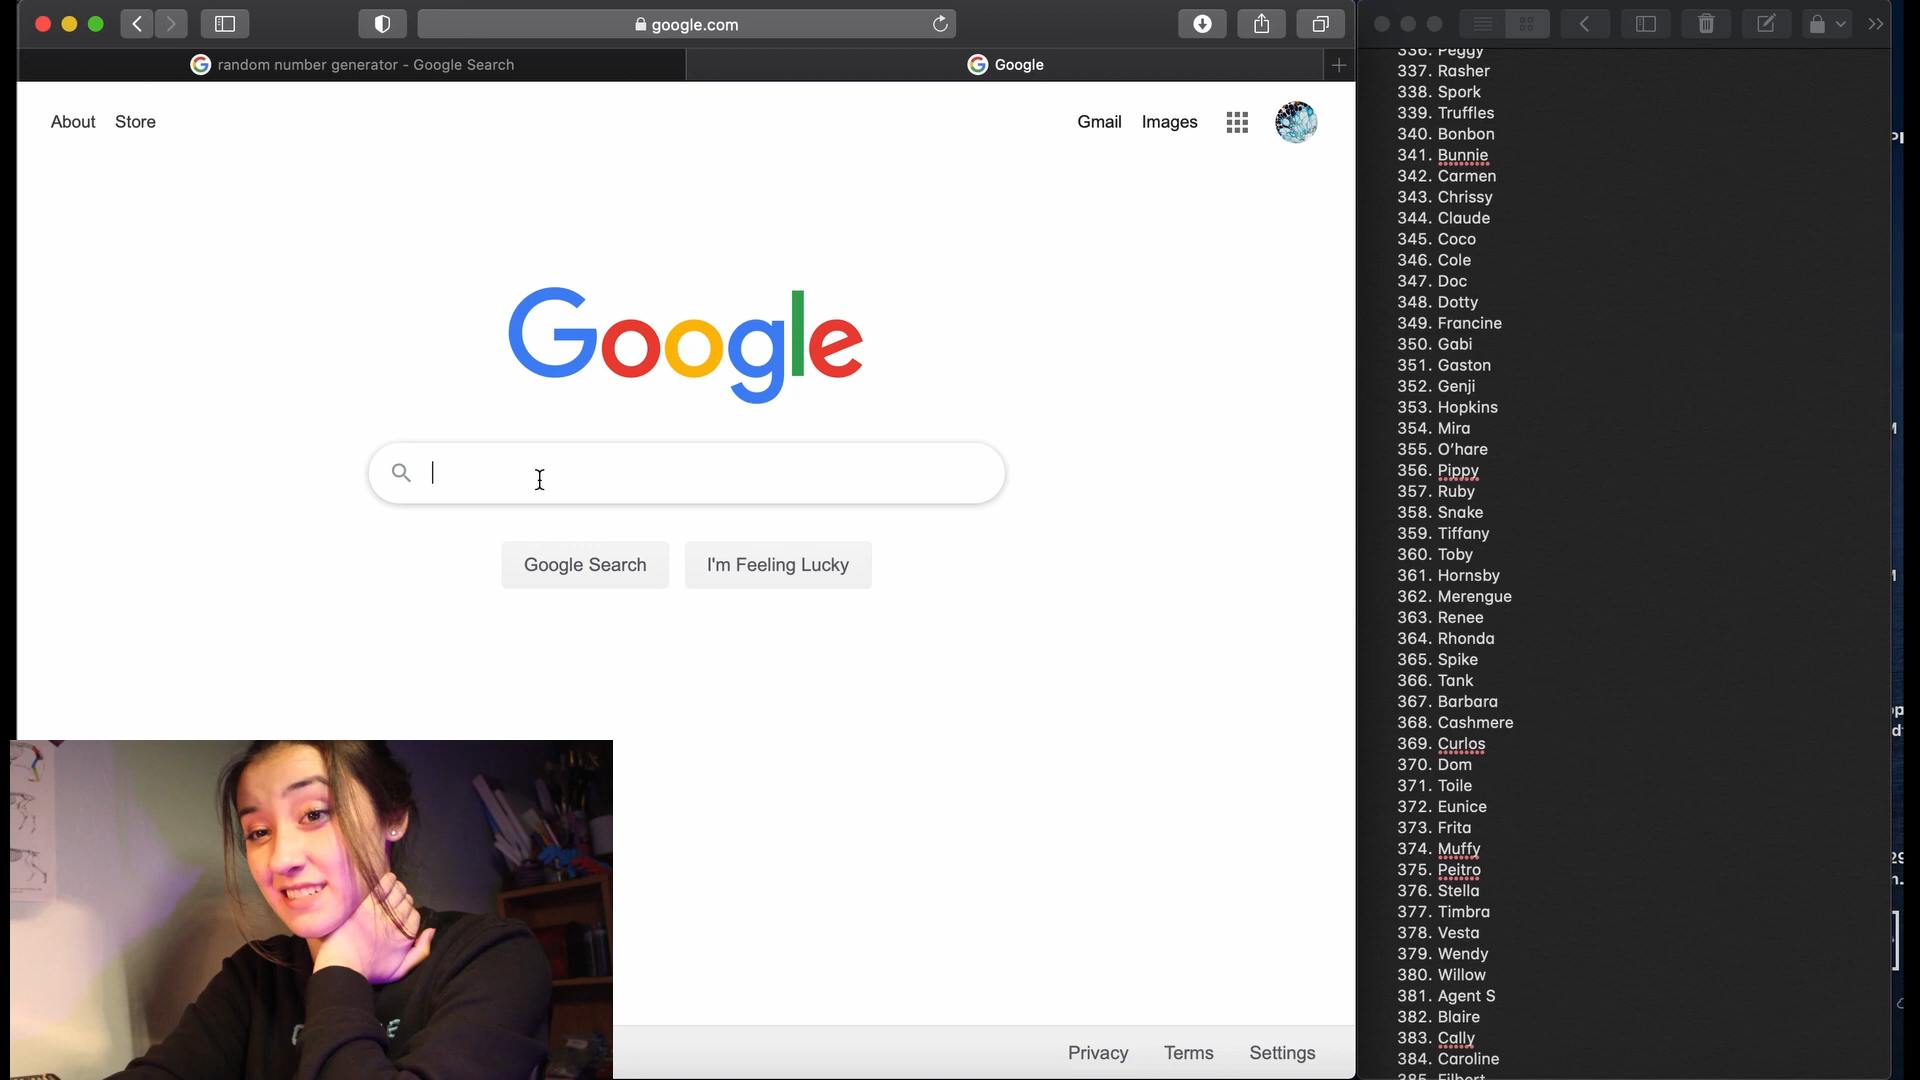 google.com
random number generator - Google Search
Google
About
Store
Gmail
Images
Google
Google Search
I'm Feeling Lucky
Privacy
Terms
Settings
336. Peggy
337. Rasher
338. Spork
339. Truffles
340. Bonbon
341. Bunnie
342. Carmen
343. Chrissy
344. Claude
345. Coco
346. Cole
347. Doc
348. Dotty
349. Francine
350. Gabi
351. Gaston
352. Genji
353. Hopkins
354. Mira
355. O'hare
356. Pippy
357. Ruby
358. Snake
359. Tiffany
360. Toby
361. Hornsby
362. Merengue
363. Renee
364. Rhonda
365. Spike
366. Tank
367. Barbara
368. Cashmere
369. Curlos
370. Dom
371. Toile
372. Eunice
373. Frita
374. Muffy
375. Peitro
376. Stella
377. Timbra
378. Vesta
379. Wendy
380. Willow
381. Agent S
382. Blaire
383. Cally
384. Caroline
385. Filbert